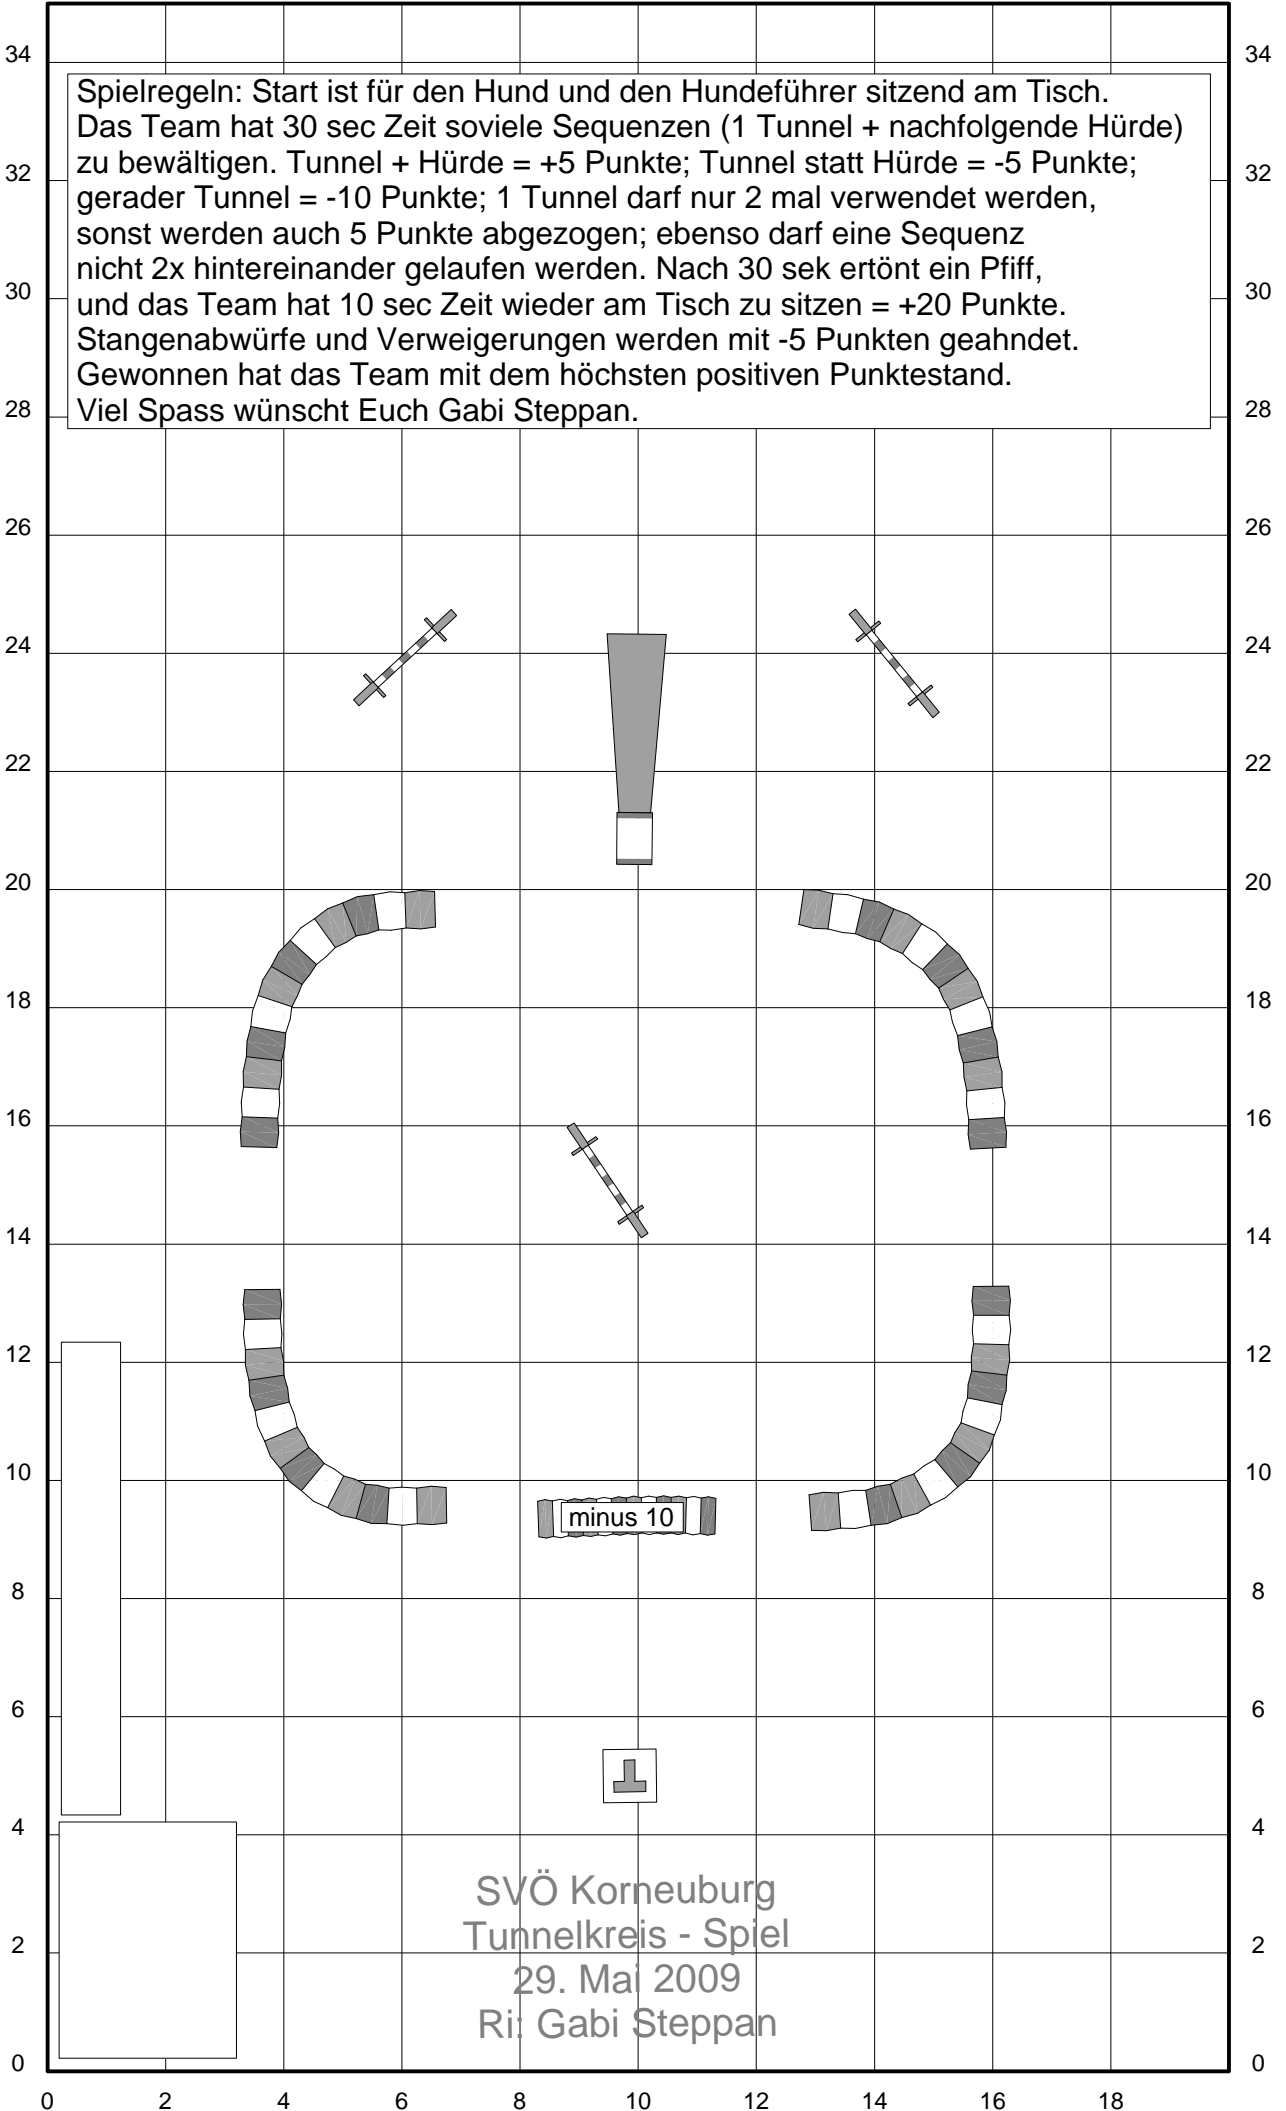 34 34
Spielregeln: Start ist für den Hund und den Hundeführer sitzend am Tisch.
Das Team hat 30 sec Zeit soviele Sequenzen (1 Tunnel + nachfolgende Hürde)
zu bewältigen. Tunnel + Hürde = +5 Punkte; Tunnel statt Hürde = -5 Punkte;
32 32
gerader Tunnel = -10 Punkte; 1 Tunnel darf nur 2 mal verwendet werden,
sonst werden auch 5 Punkte abgezogen; ebenso darf eine Sequenz
nicht 2x hintereinander gelaufen werden. Nach 30 sek ertönt ein Pfiff,
30 30
und das Team hat 10 sec Zeit wieder am Tisch zu sitzen = +20 Punkte.
Stangenabwürfe und Verweigerungen werden mit -5 Punkten geahndet.
Gewonnen hat das Team mit dem höchsten positiven Punktestand.
28 28
Viel Spass wünscht Euch Gabi Steppan.
26 26
24 24
22 22
20 20
18 18
16 16
14 14
12 12
10 10
minus 10
8 8
6 6
T
4 4
SVÖ Korneuburg
Tunnelkreis - Spiel
2 2
29. Mai 2009
Ri: Gabi Steppan
0 0
0 2 4 6 8 10 12 14 16 18